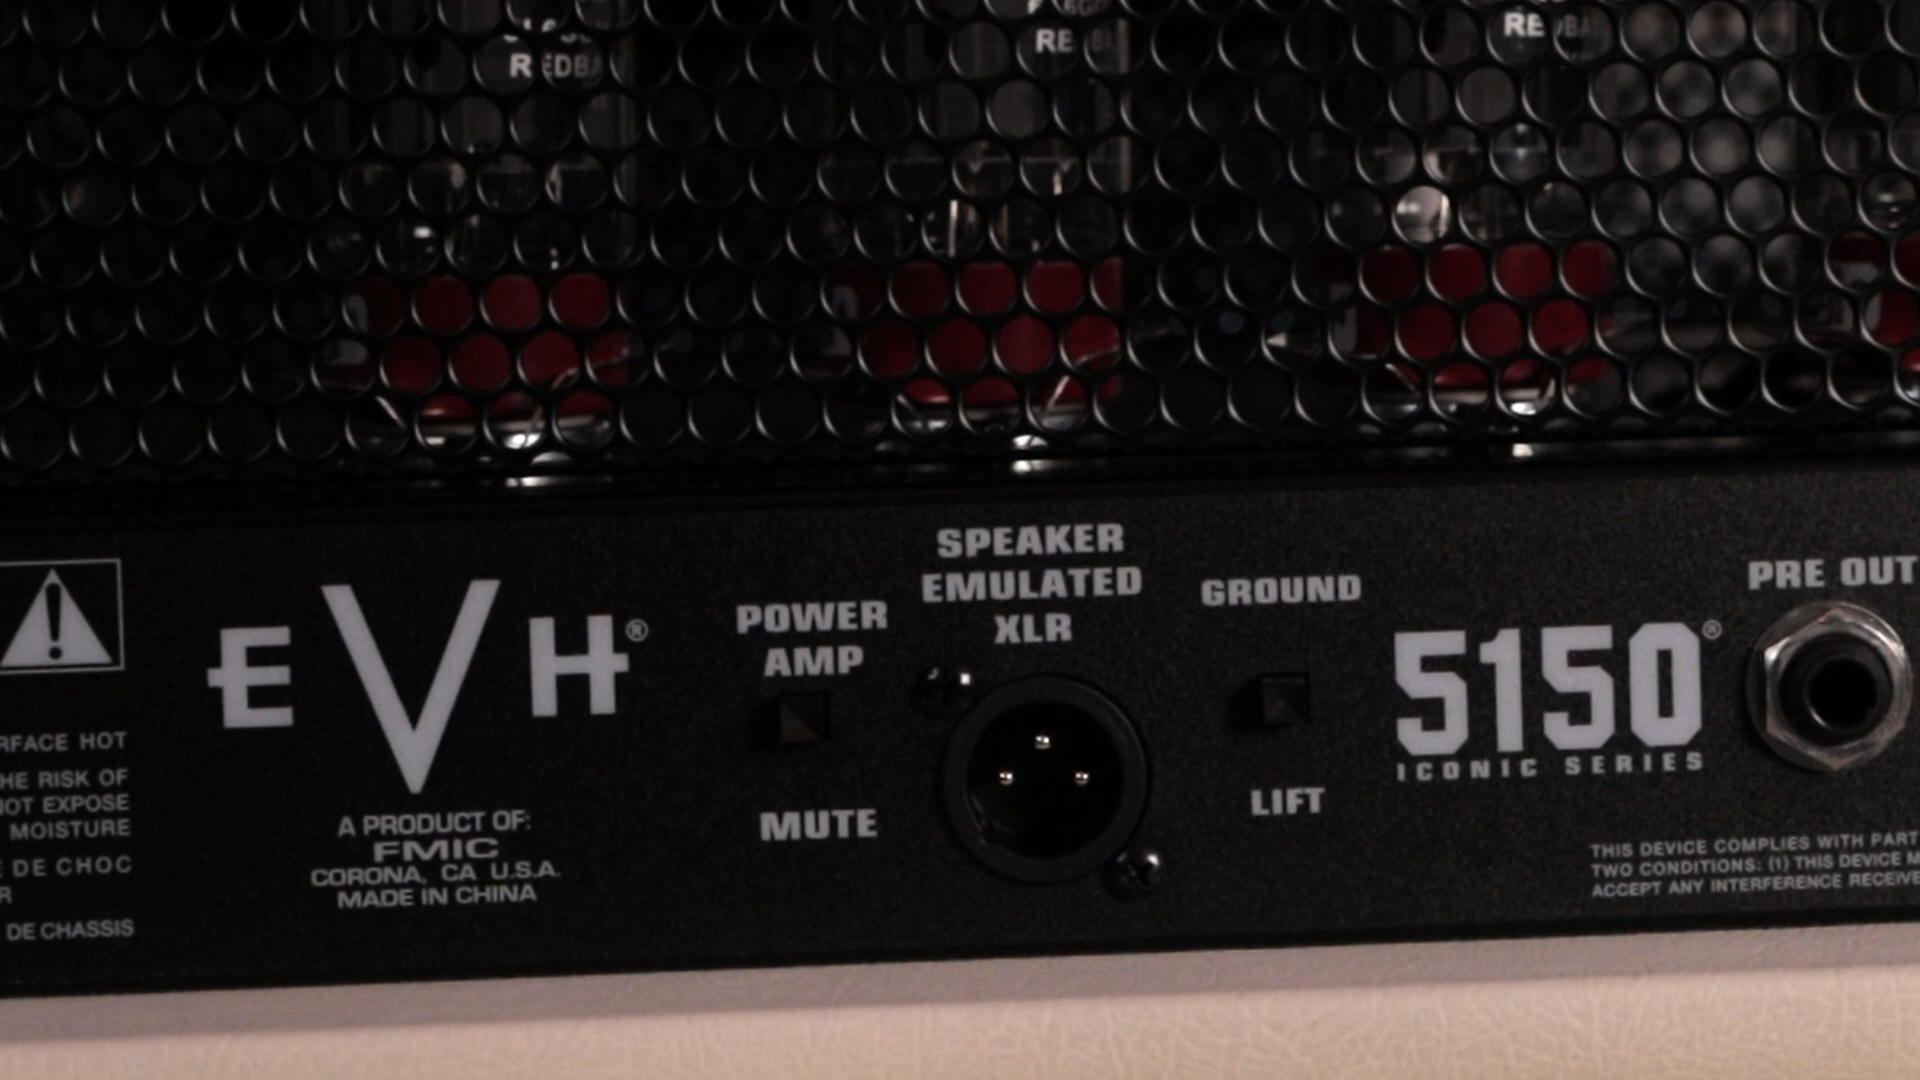 REDBA
RE
RE
SPEAKER
EMULATED
XLR
POWER
AMP
GROUND
PRE OUT
EVH®
5150®
ICONIC SERIES
MUTE
LIFT
RFACE HOT
HE RISK OF
NOT EXPOSE
MOISTURE
E DE CHOC
R
DE CHASSIS
A PRODUCT OF:
FMIC
CORONA, CA U.S.A.
MADE IN CHINA
THIS DEVICE COMPLIES WITH PART
TWO CONDITIONS: (1) THIS DEVICE M
ACCEPT ANY INTERFERENCE RECEIVE